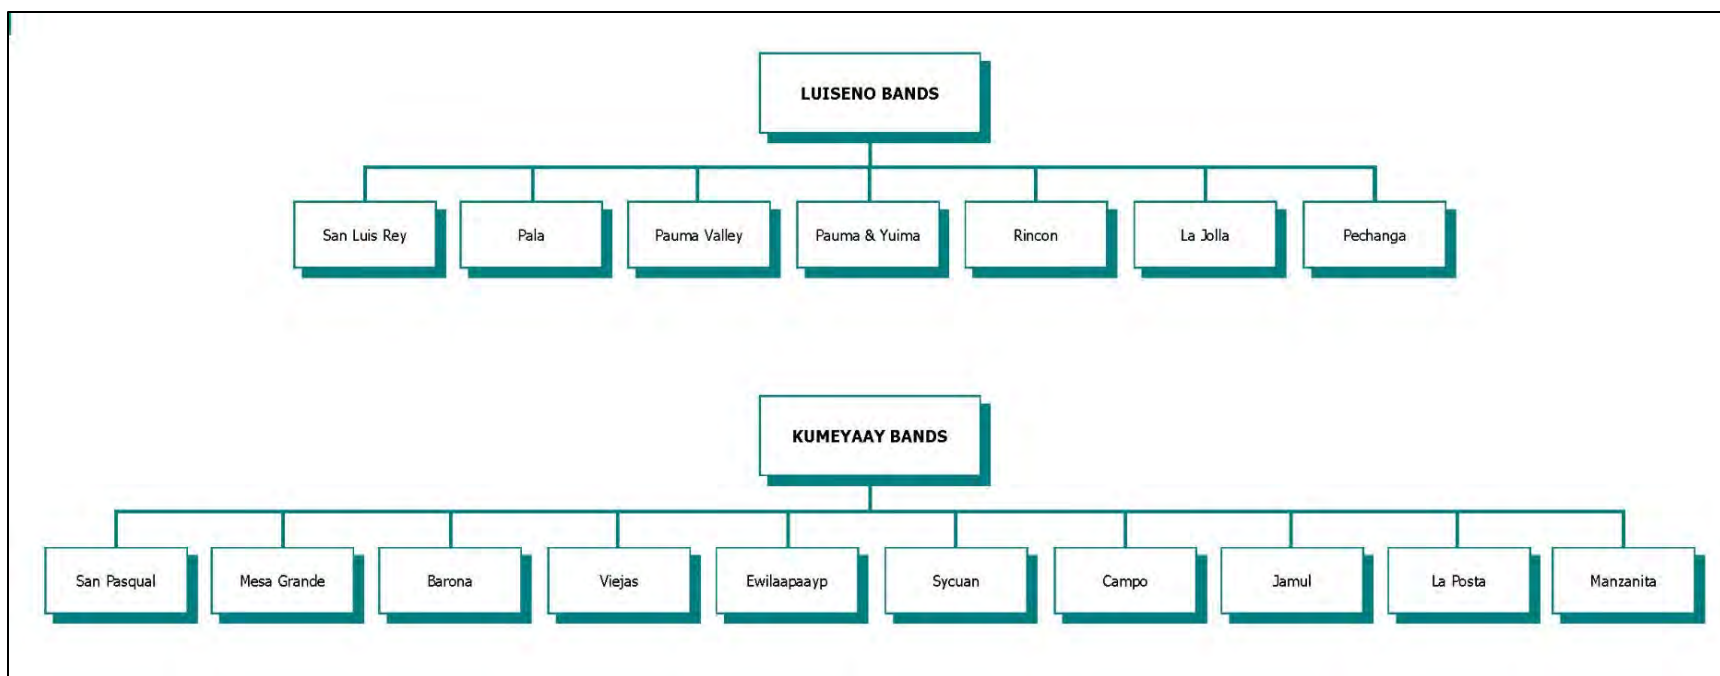 LUISENO BANDS
San Luis Rey
Pala
Pauma Valley
Pauma & Yuima
Rincon
La Jolla
Pechanga
KUMEYAAY BANDS
San Pasqual
Mesa Grande
Barona
Viejas
Ewilaapaayp
Sycuan
Campo
Jamul
La Posta
Manzanita